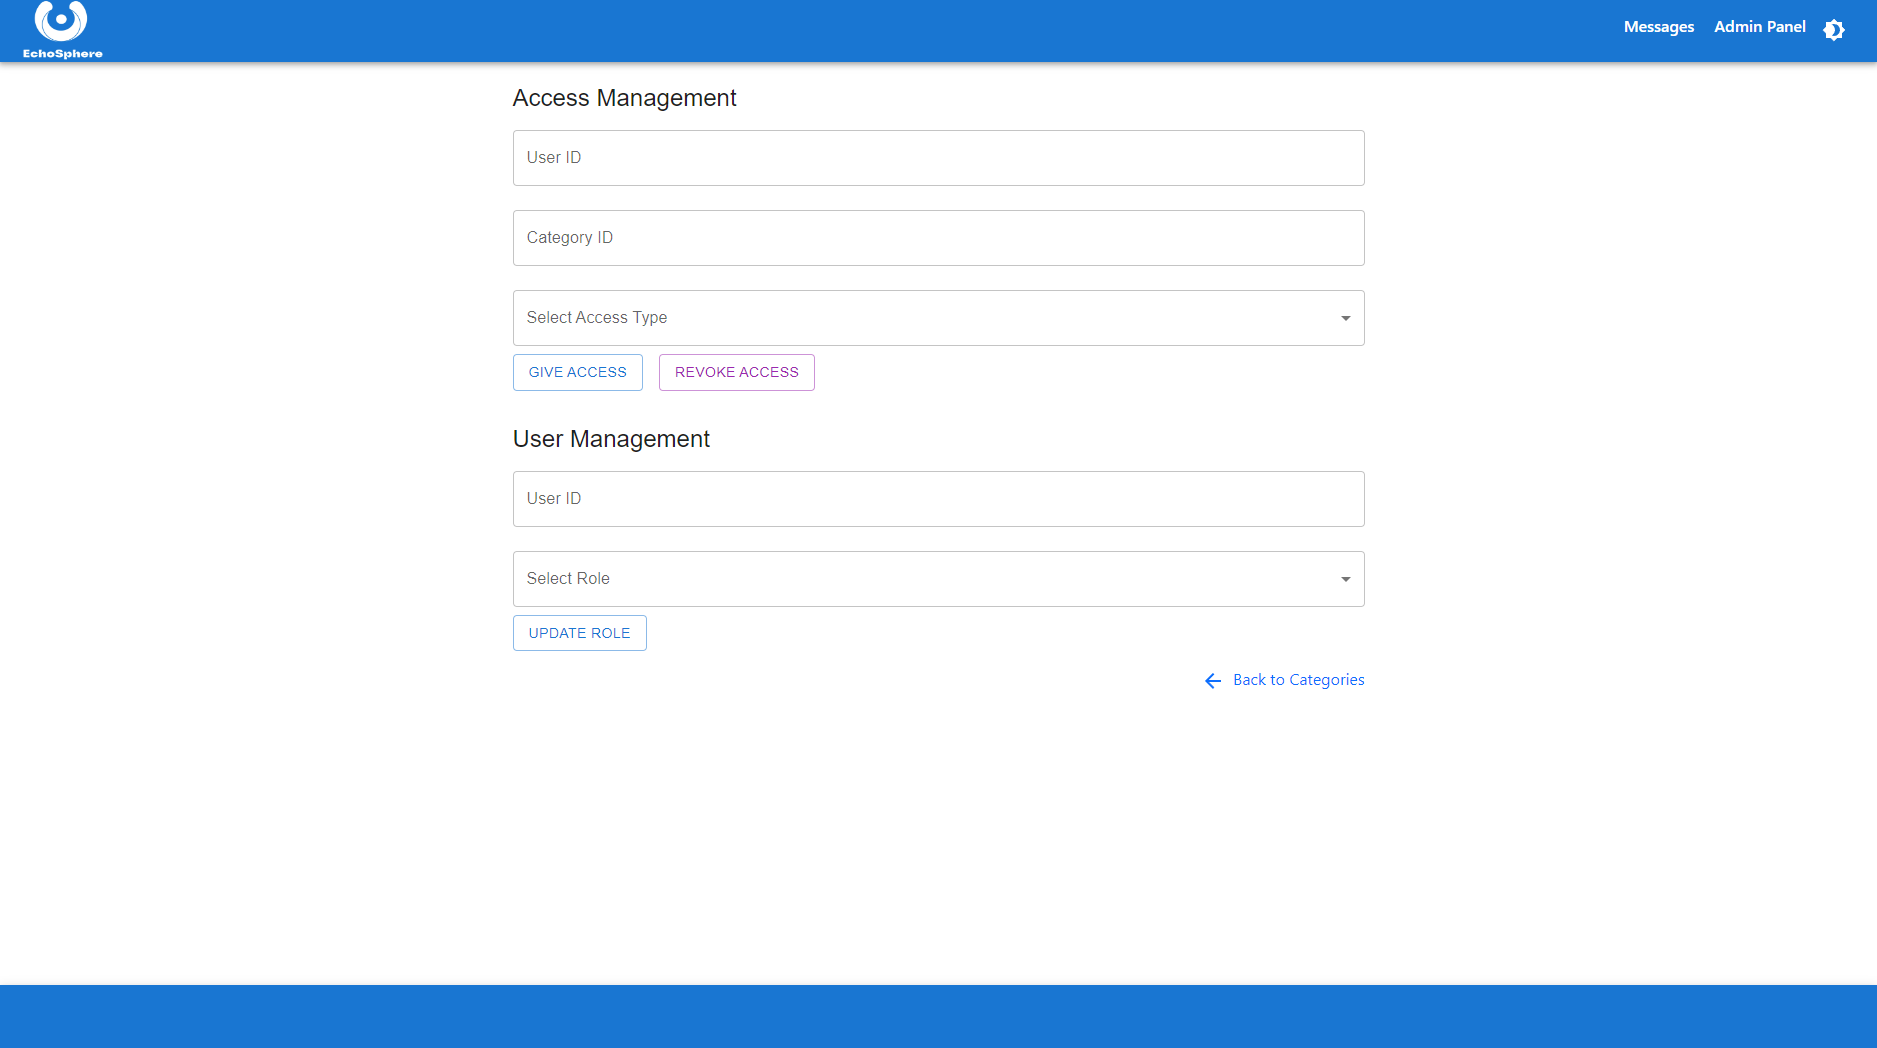 EchoSphere
Messages Admin Panel
Access Management
User ID
Category ID
Select Access Type
GIVE ACCESS REVOKE ACCESS
User Management
User ID
Select Role
UPDATE ROLE
Back to Categories